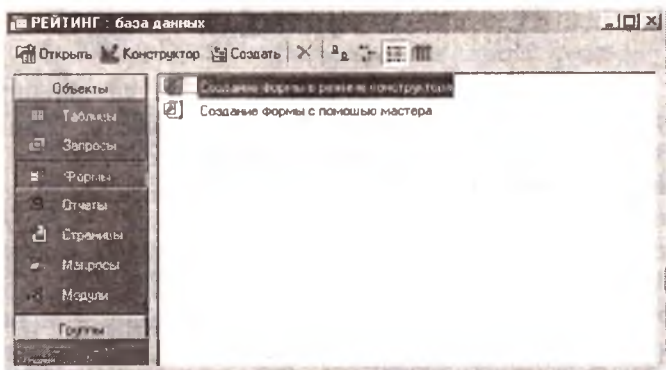 РЕЙТИНГ : база данных
Открыть Конструктор Создать
Объекты
Таблицы
Запросы
Формы
Отчеты
Страницы
Макросы
Модули
Группы
Создание формы в режиме конструктора
Создание формы с помощью мастера